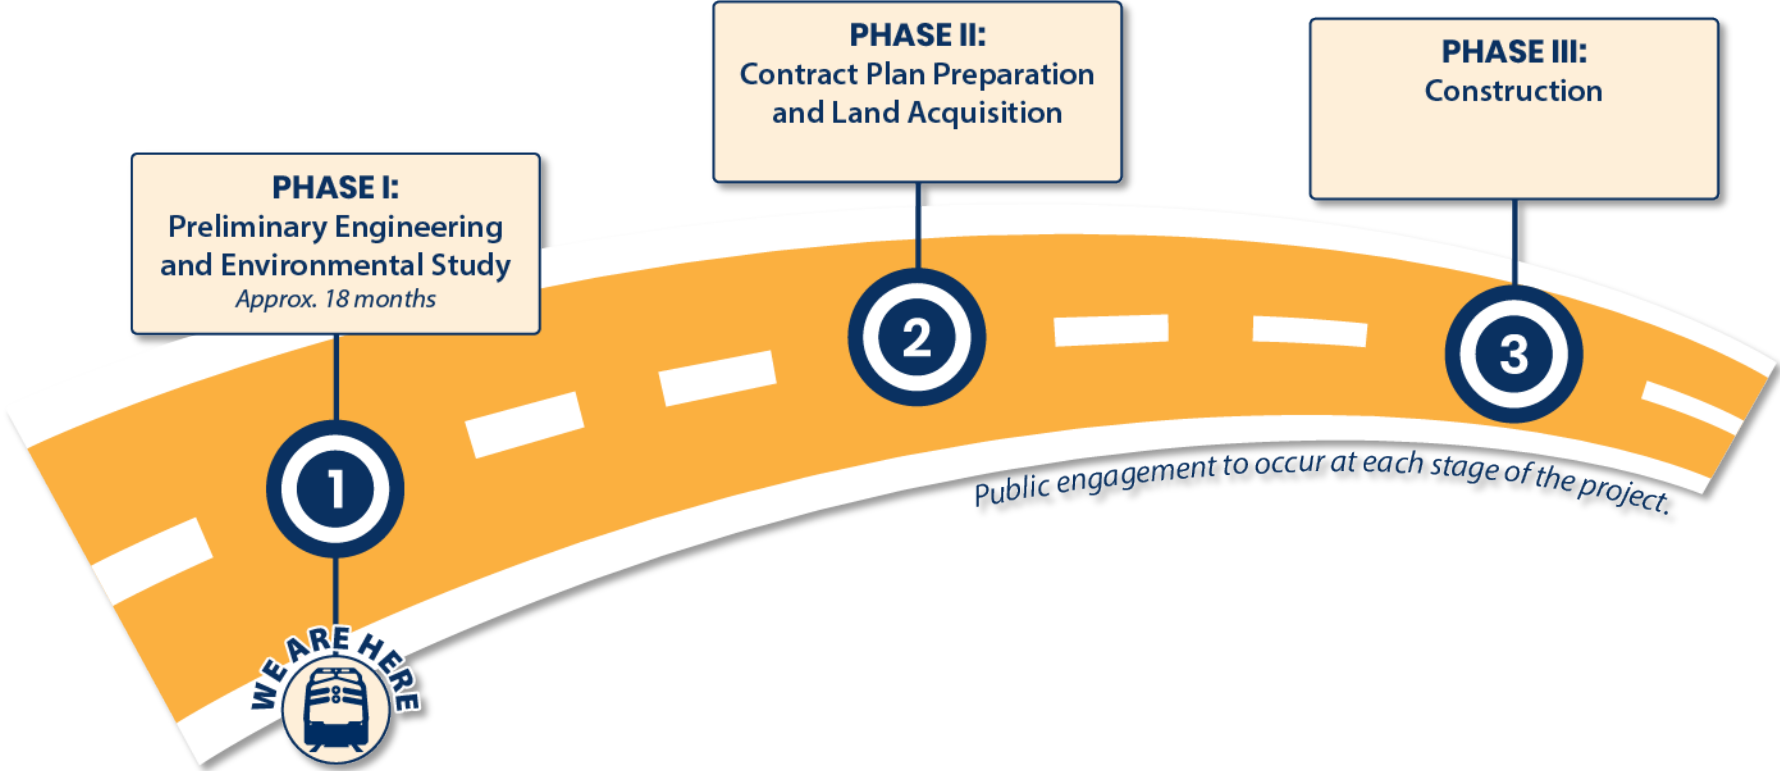 PHASE I:
Preliminary Engineering
and Environmental Study
Approx. 18 months
1
WE ARE HERE
PHASE II:
Contract Plan Preparation
and Land Acquisition
2
PHASE III:
Construction
3
Public engagement to occur at each stage of the project.